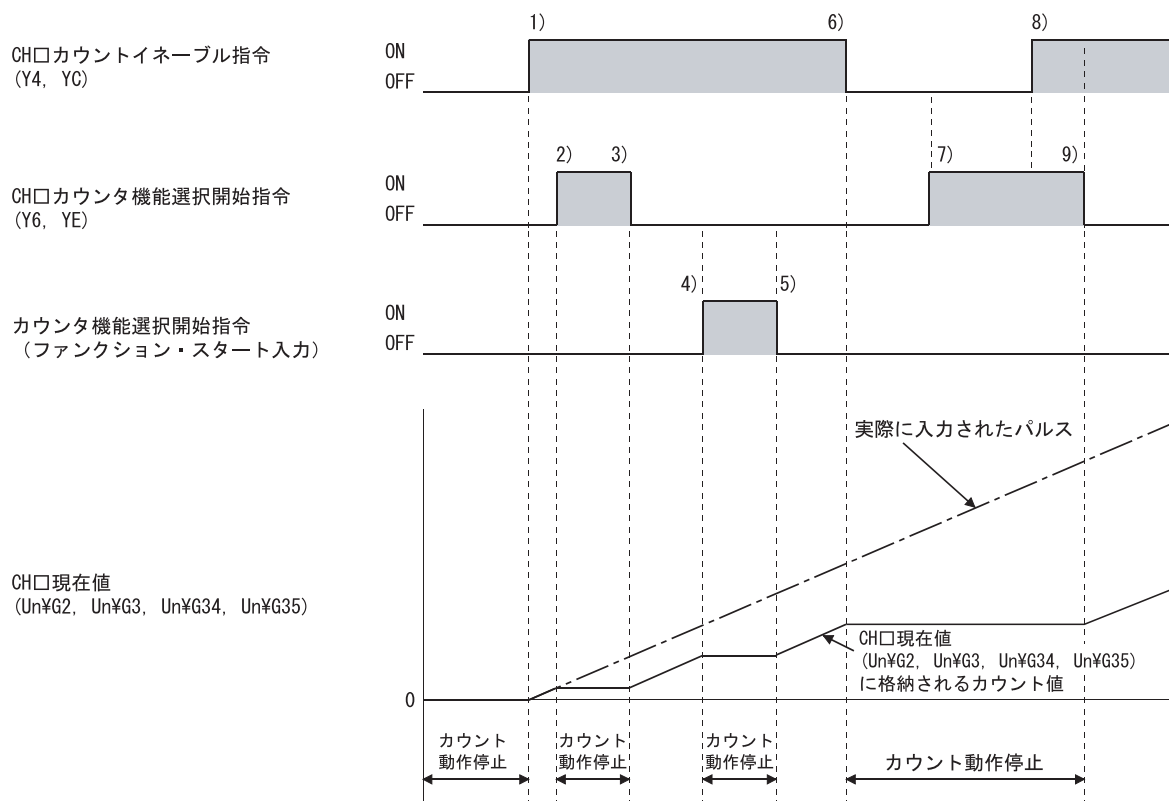 1)
6)
8)
CH□カウントイネーブル指令
(Y4, YC)
ON
OFF
2)
3)
7)
9)
CH□カウンタ機能選択開始指令
(Y6, YE)
ON
OFF
4)
5)
カウンタ機能選択開始指令
（ファンクション・スタート入力）
ON
OFF
実際に入力されたパルス
CH□現在値
(Un¥G2, Un¥G3, Un¥G34, Un¥G35)
CH□現在値
(Un¥G2, Un¥G3, Un¥G34, Un¥G35)
に格納されるカウント値
0
カウント
動作停止
カウント
動作停止
カウント
動作停止
カウント動作停止